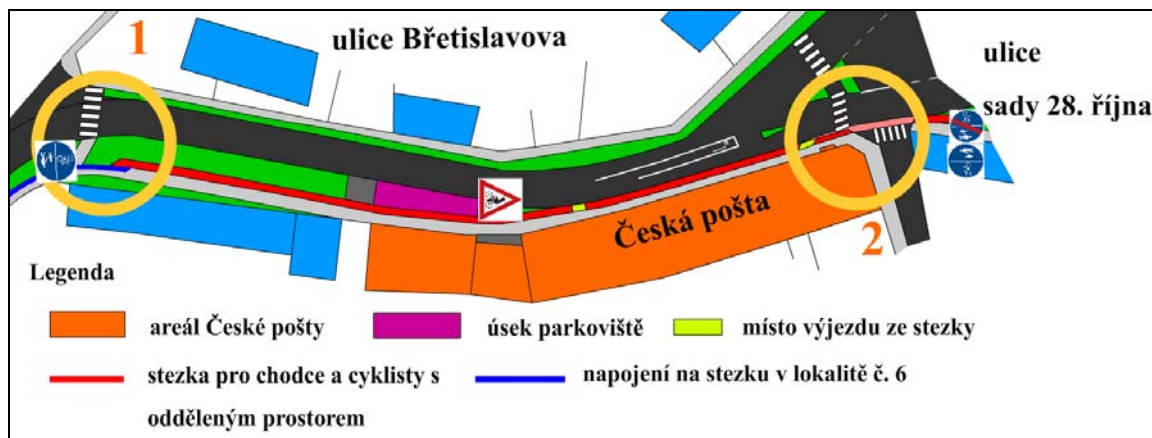 1
ulice Břetislavova
ulice
sady 28. října
Česká pošta
2
Legenda
areál České pošty
úsek parkoviště
místo výjezdu ze stezky
stezka pro chodce a cyklisty s
odděleným prostorem
napojení na stezku v lokalitě č. 6